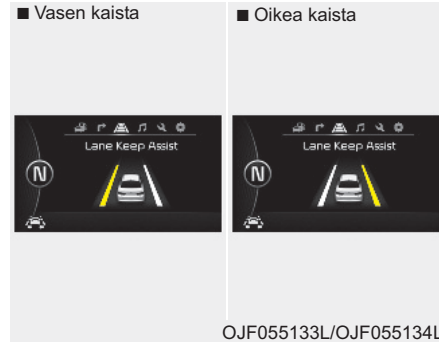 ■ Vasen kaista
■ Oikea kaista
Lane Keep Assist
N
Lane Keep Assist
N
OJF055133L/OJF055134L